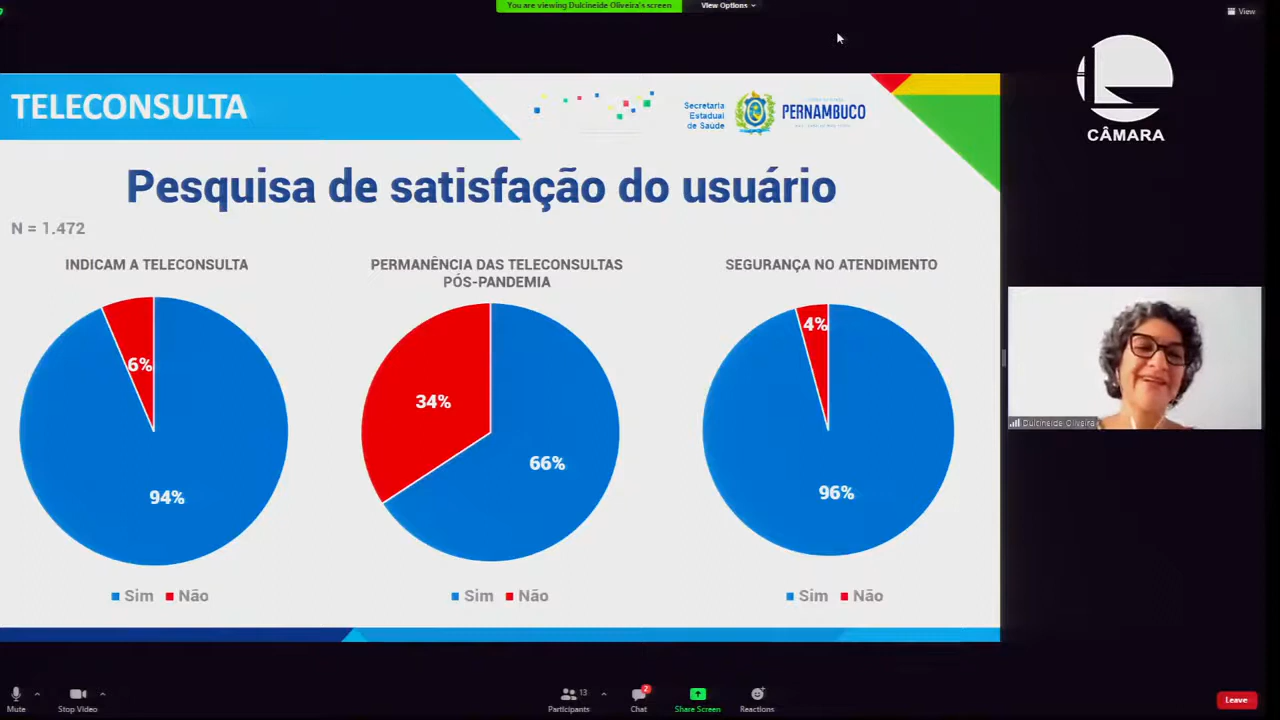 You are viewing Dulcineide Oliveira's screen
View Options
View
TELECONSULTA
Secretaria
Estadual
de Saúde
PERNAMBUCO
CÂMARA
Pesquisa de satisfação do usuário
N = 1.472
INDICAM A TELECONSULTA
6%
94%
Sim Não
PERMANÊNCIA DAS TELECONSULTAS
PÓS-PANDEMIA
34%
66%
Sim Não
SEGURANÇA NO ATENDIMENTO
4%
96%
Sim Não
Dulcineide Oliveira
Mute
Stop Video
13
Participants
2
Chat
Share Screen
Reactions
Leave